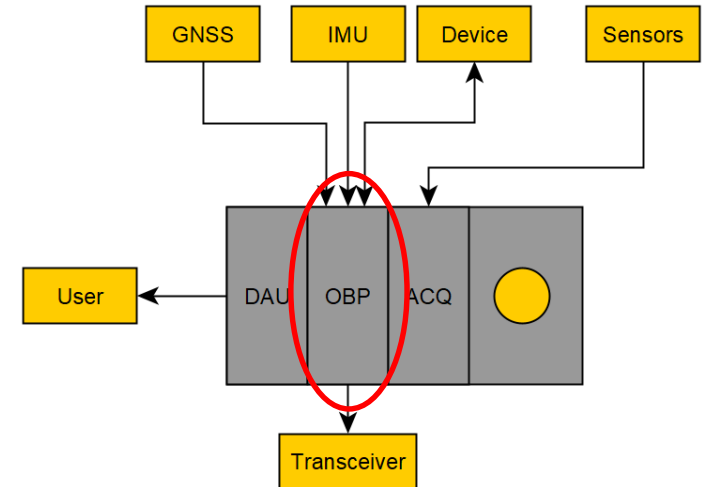 GNSS
IMU
Device
Sensors
User
DAU
OBP
ACQ
Transceiver